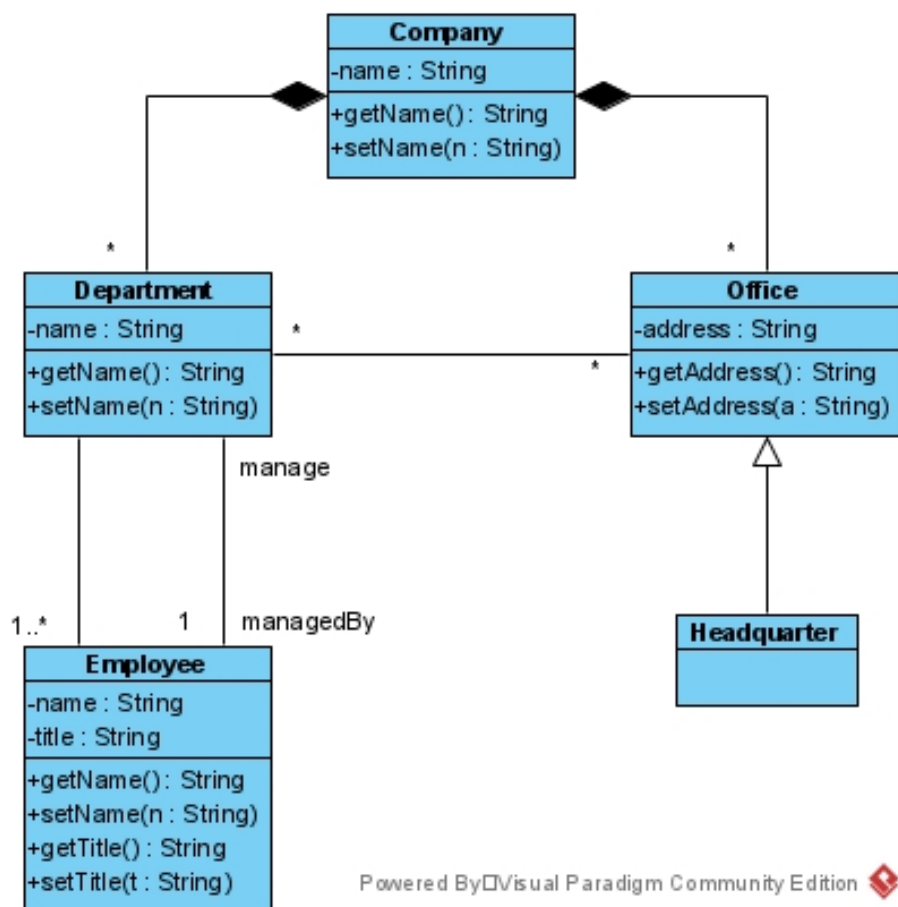 Company
-name : String
+getName() : String
+setName(n : String)
*
*
Department
-name : String
+getName() : String
+setName(n : String)
*
*
Office
-address : String
+getAddress() : String
+setAddress(a : String)
manage
1..*
1
managedBy
Employee
-name : String
-title : String
+getName() : String
+setName(n : String)
+getTitle() : String
+setTitle(t : String)
Headquarter
Powered By□Visual Paradigm Community Edition